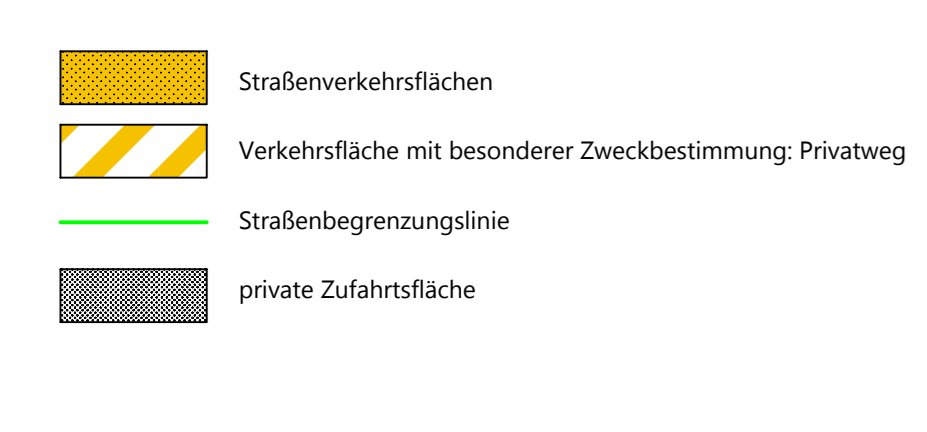 Straßenverkehrsflächen
Verkehrsfläche mit besonderer Zweckbestimmung: Privatweg
Straßenbegrenzungslinie
private Zufahrtsfläche